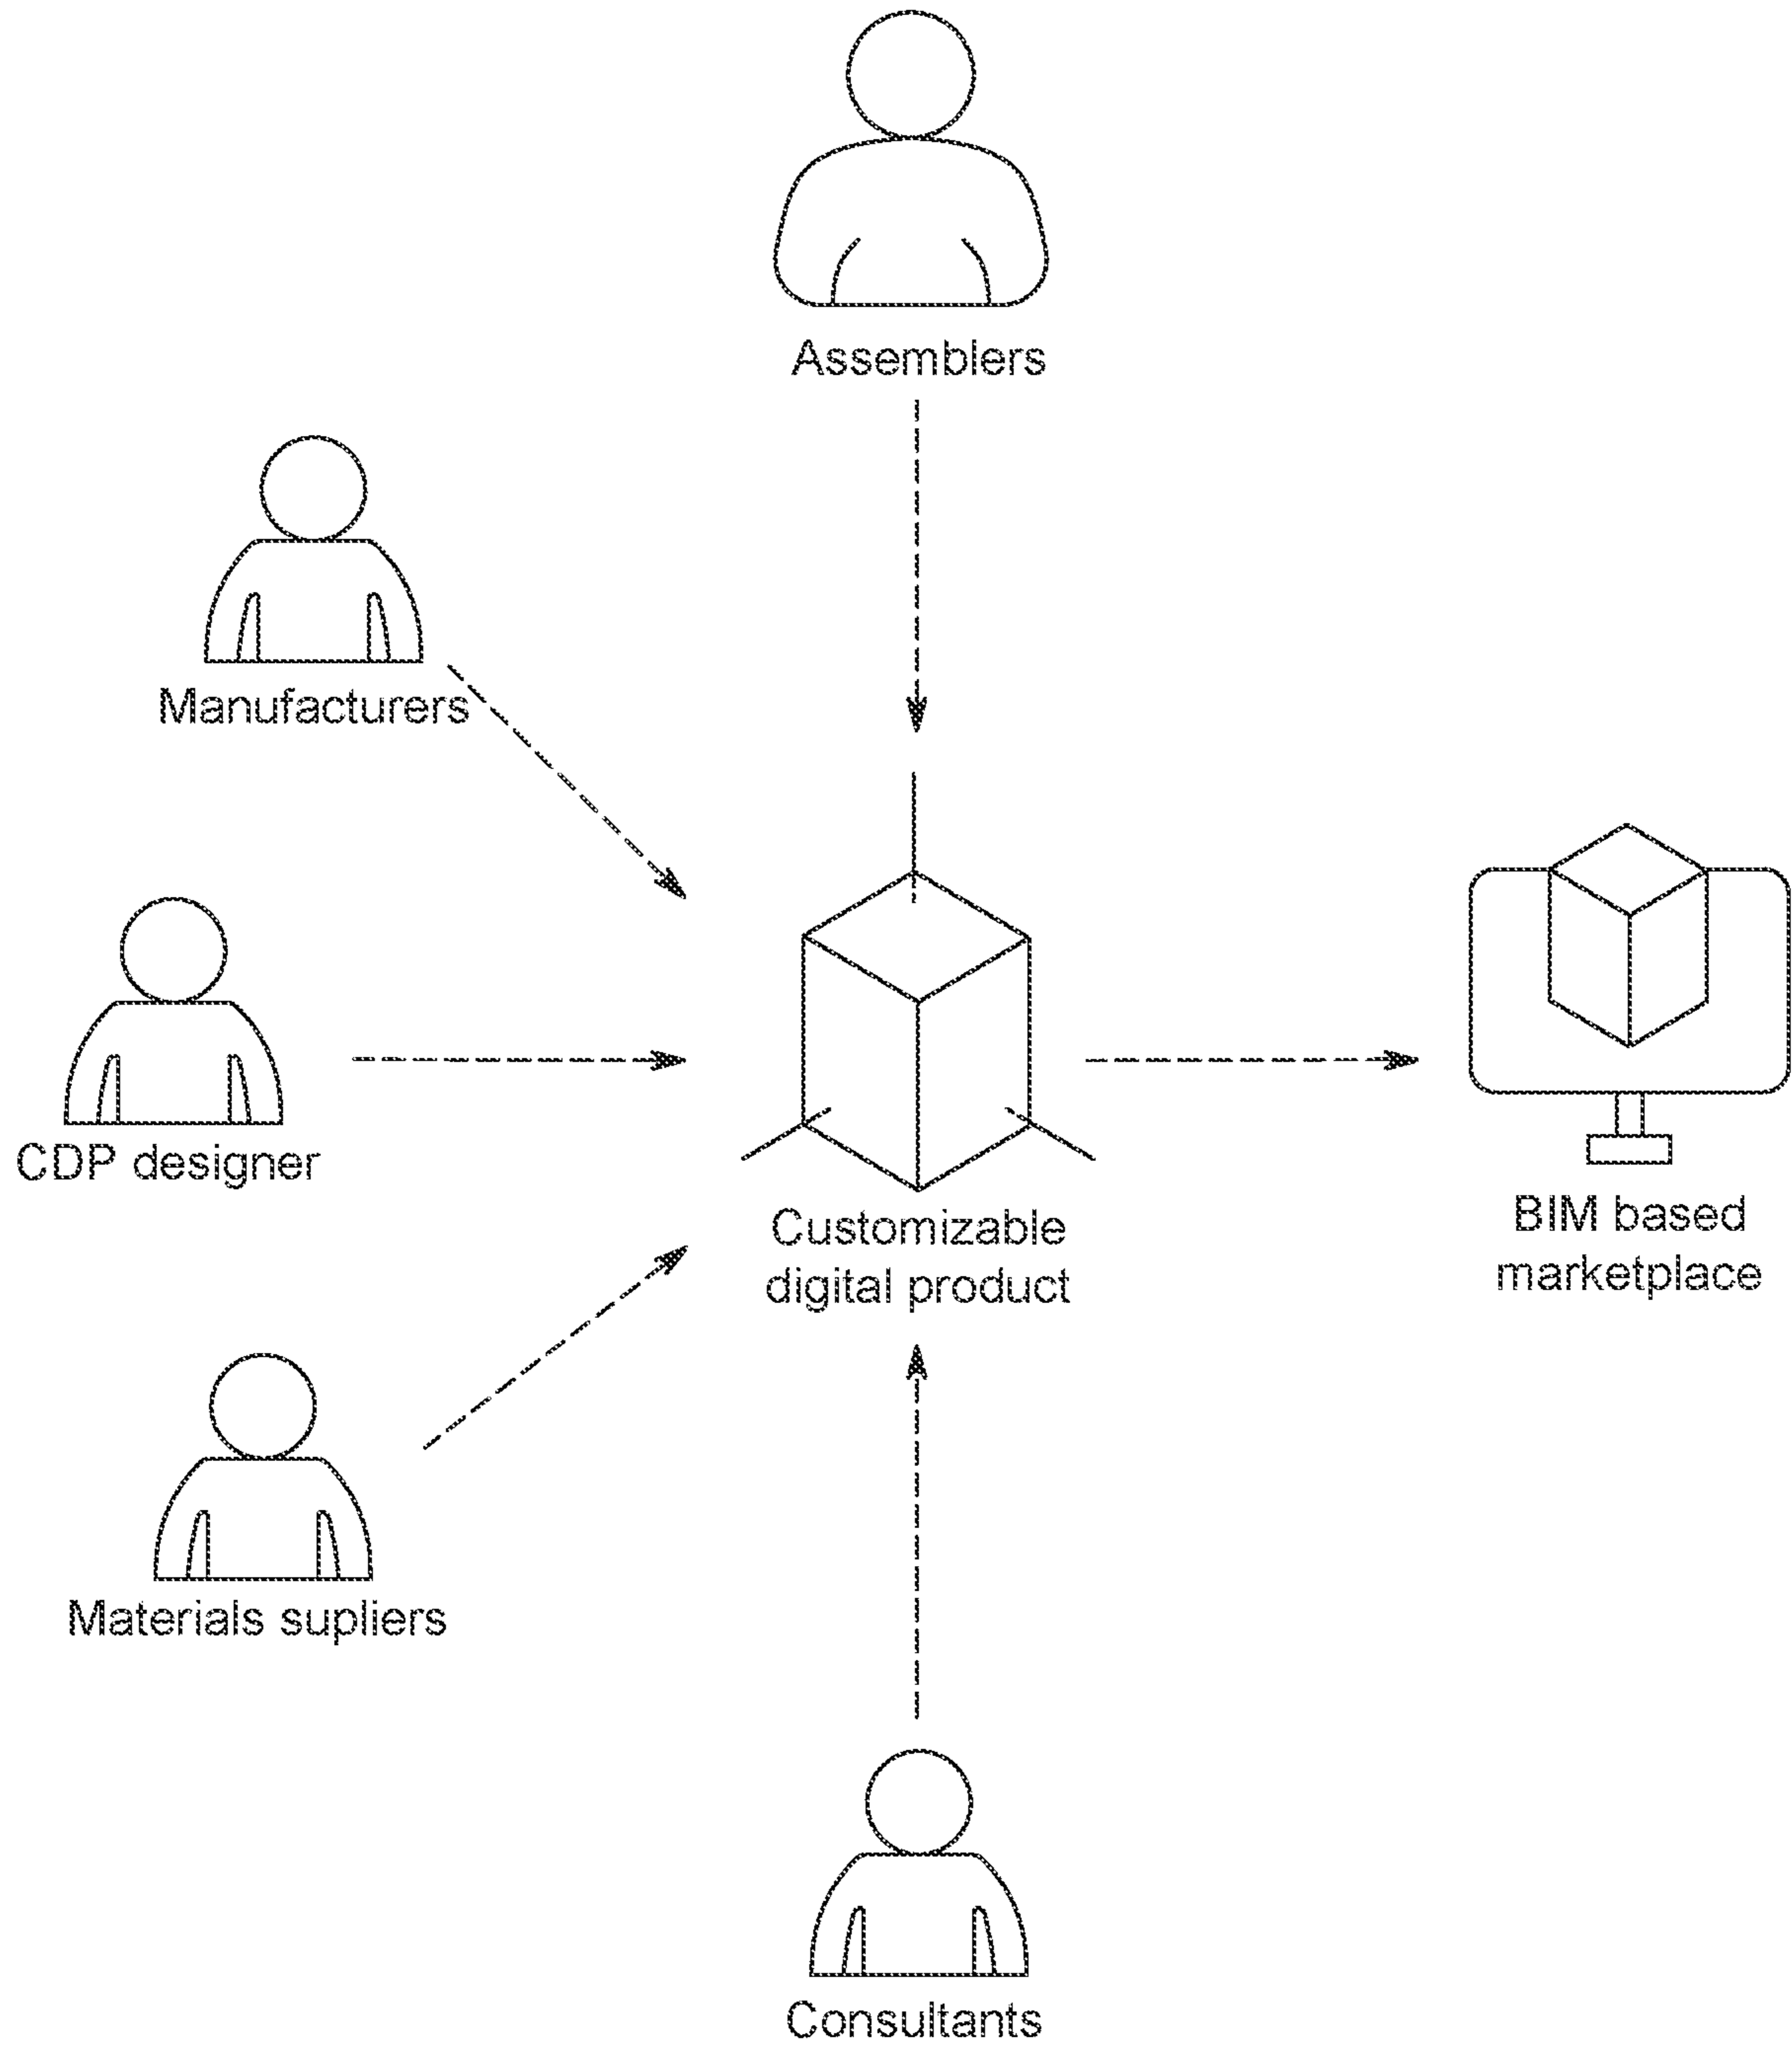 Assemblers
Manufacturers
CDP designer
Customizable
digital product
BIM based
marketplace
Materials supliers
Consultants